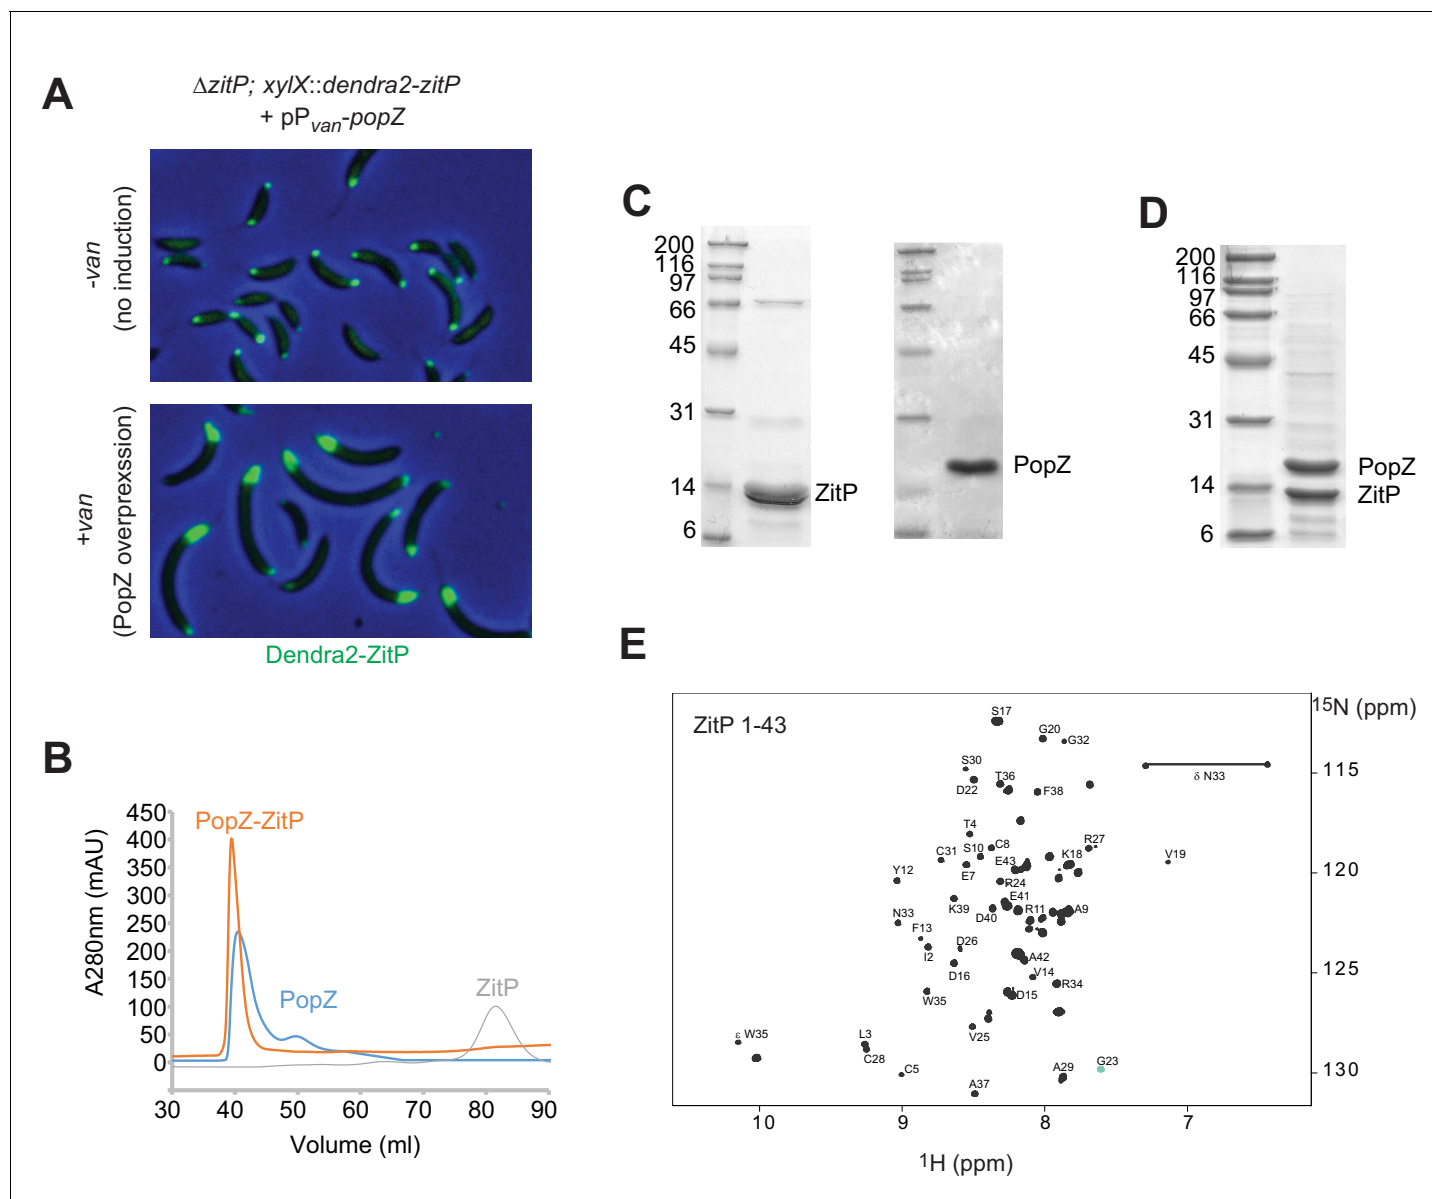 A
ΔzitP; xylX::dendra2-zitP
+ pPvan-popZ
-van
(no induction)
+van
(PopZ overprexssion)
Dendra2-ZitP
B
A280nm (mAU)
450
400
350
300
250
200
150
100
50
0
PopZ-ZitP
PopZ
ZitP
30 40 50 60 70 80 90
Volume (ml)
C
200
116
97
66
45
31
14
6
ZitP
PopZ
D
200
116
97
66
45
31
14
6
PopZ
ZitP
E
ZitP 1-43
15N (ppm)
S17
G20
G32
S30
D22
T36
F38
δ N33
115
T4
C31
S10
C8
E7
E43
K18
R27
V19
120
Y12
R24
K39
E41
D40
R11
A9
N33
F13
I2
D26
D16
A42
V14
W35
D15
R34
125
V25
ε W35
L3
C28
C5
A37
A29
G23
130
10 9 8 7
1H (ppm)